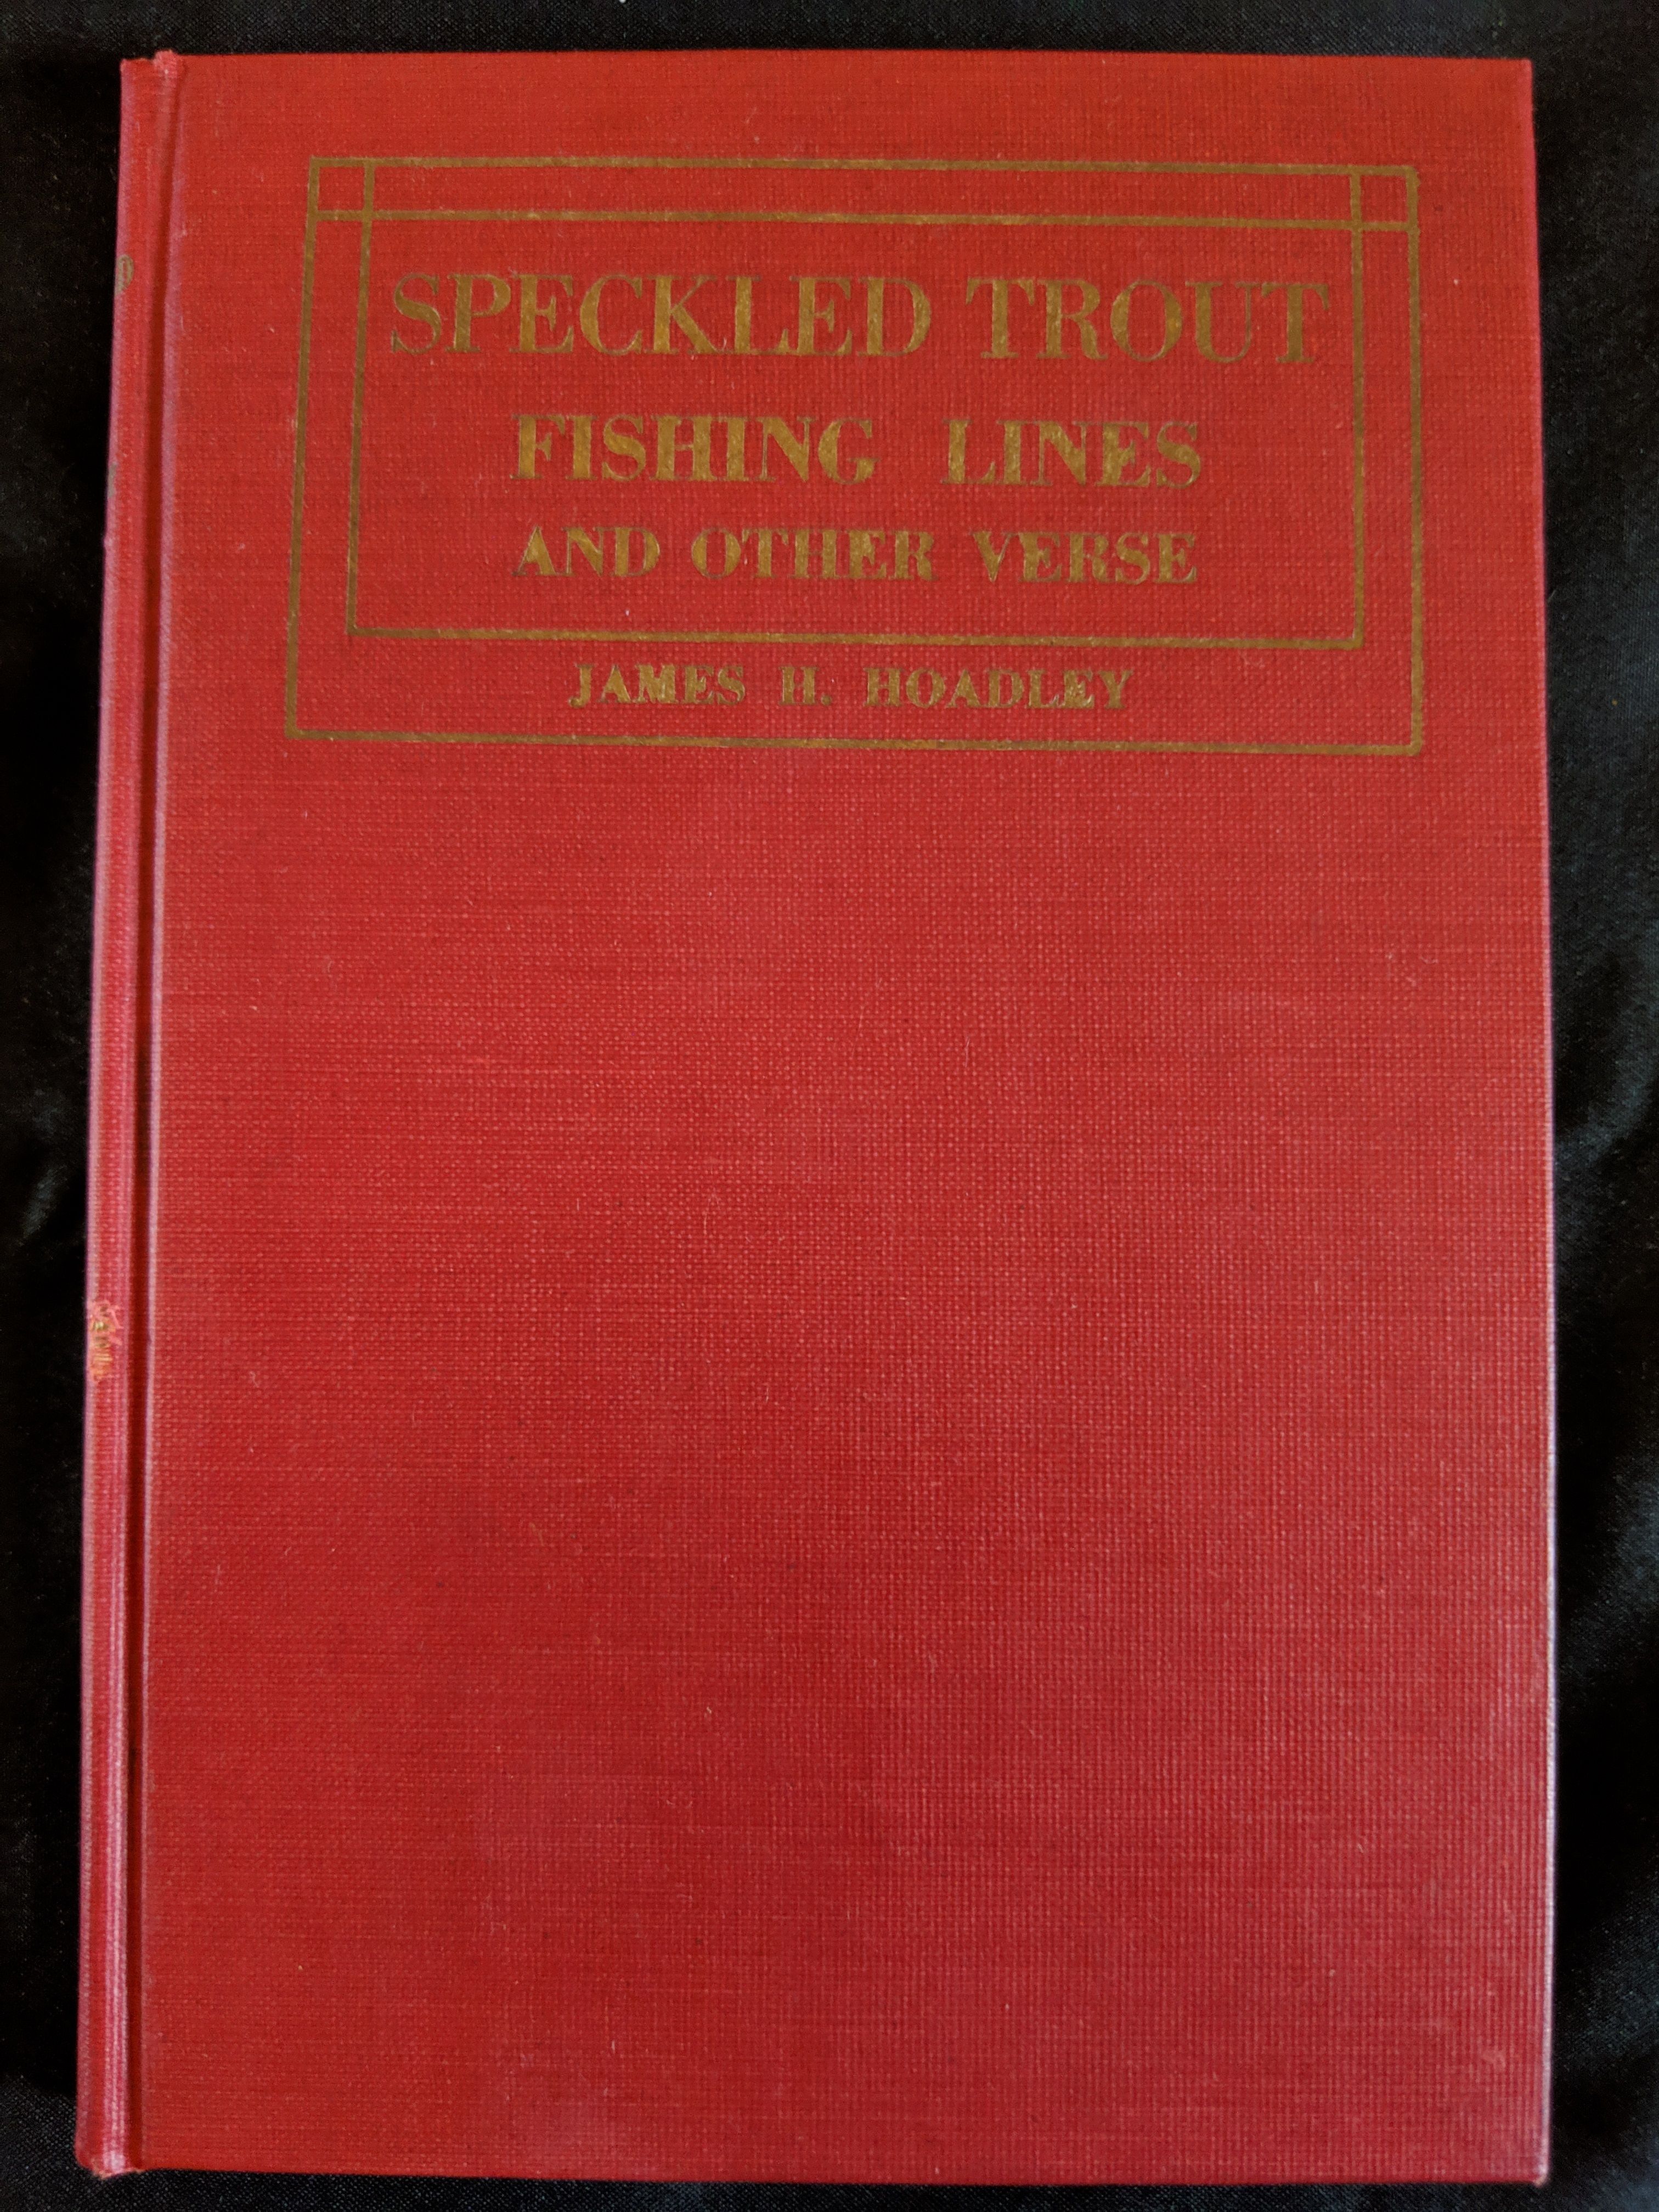 SPECKLED TROUT
FISHING LINES
AND OTHER VERSE
JAMES H. HOADLEY